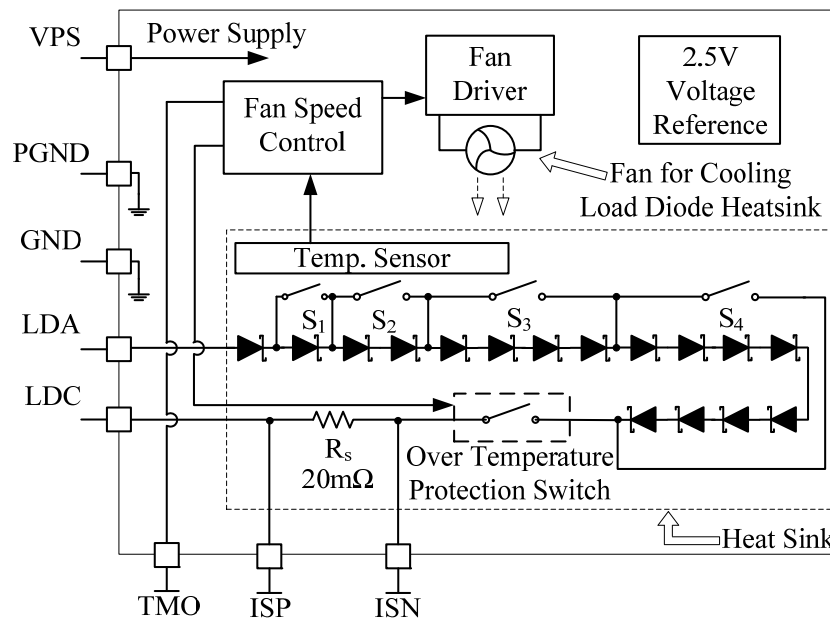 VPS
Power Supply
Fan
Driver
2.5V
Voltage
Reference
Fan Speed
Control
PGND
Fan for Cooling
Load Diode Heatsink
GND
Temp. Sensor
S1
S2
S3
S4
LDA
LDC
Rs
20mΩ
Over Temperature
Protection Switch
Heat Sink
TMO
ISP
ISN